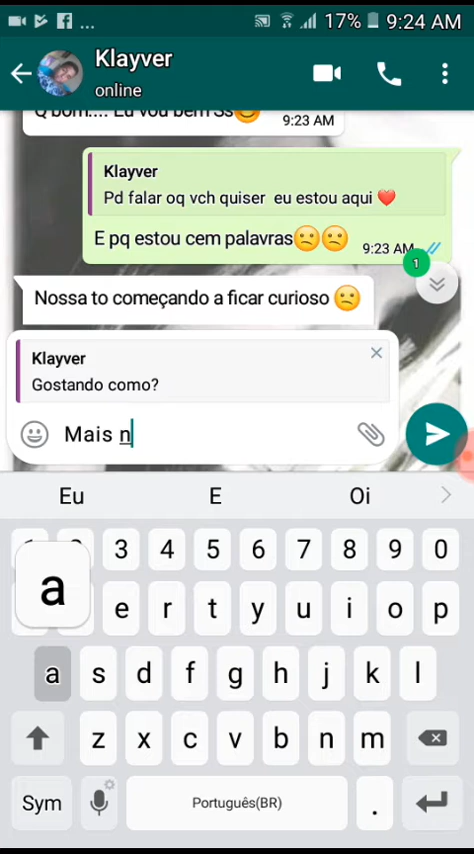 17% 9:24 AM
Klayver
online
Q bom.... Eu vou bem Ss
9:23 AM
Klayver
Pd falar oq vch quiser eu estou aqui ❤️
E pq estou cem palavras🙁🙁
9:23 AM
1
Nossa to começando a ficar curioso 🙁
Klayver
Gostando como?
Mais n
Eu E Oi
3 4 5 6 7 8 9 0
a
e r t y u i o p
a s d f g h j k l
z x c v b n m
Sym Português(BR) .